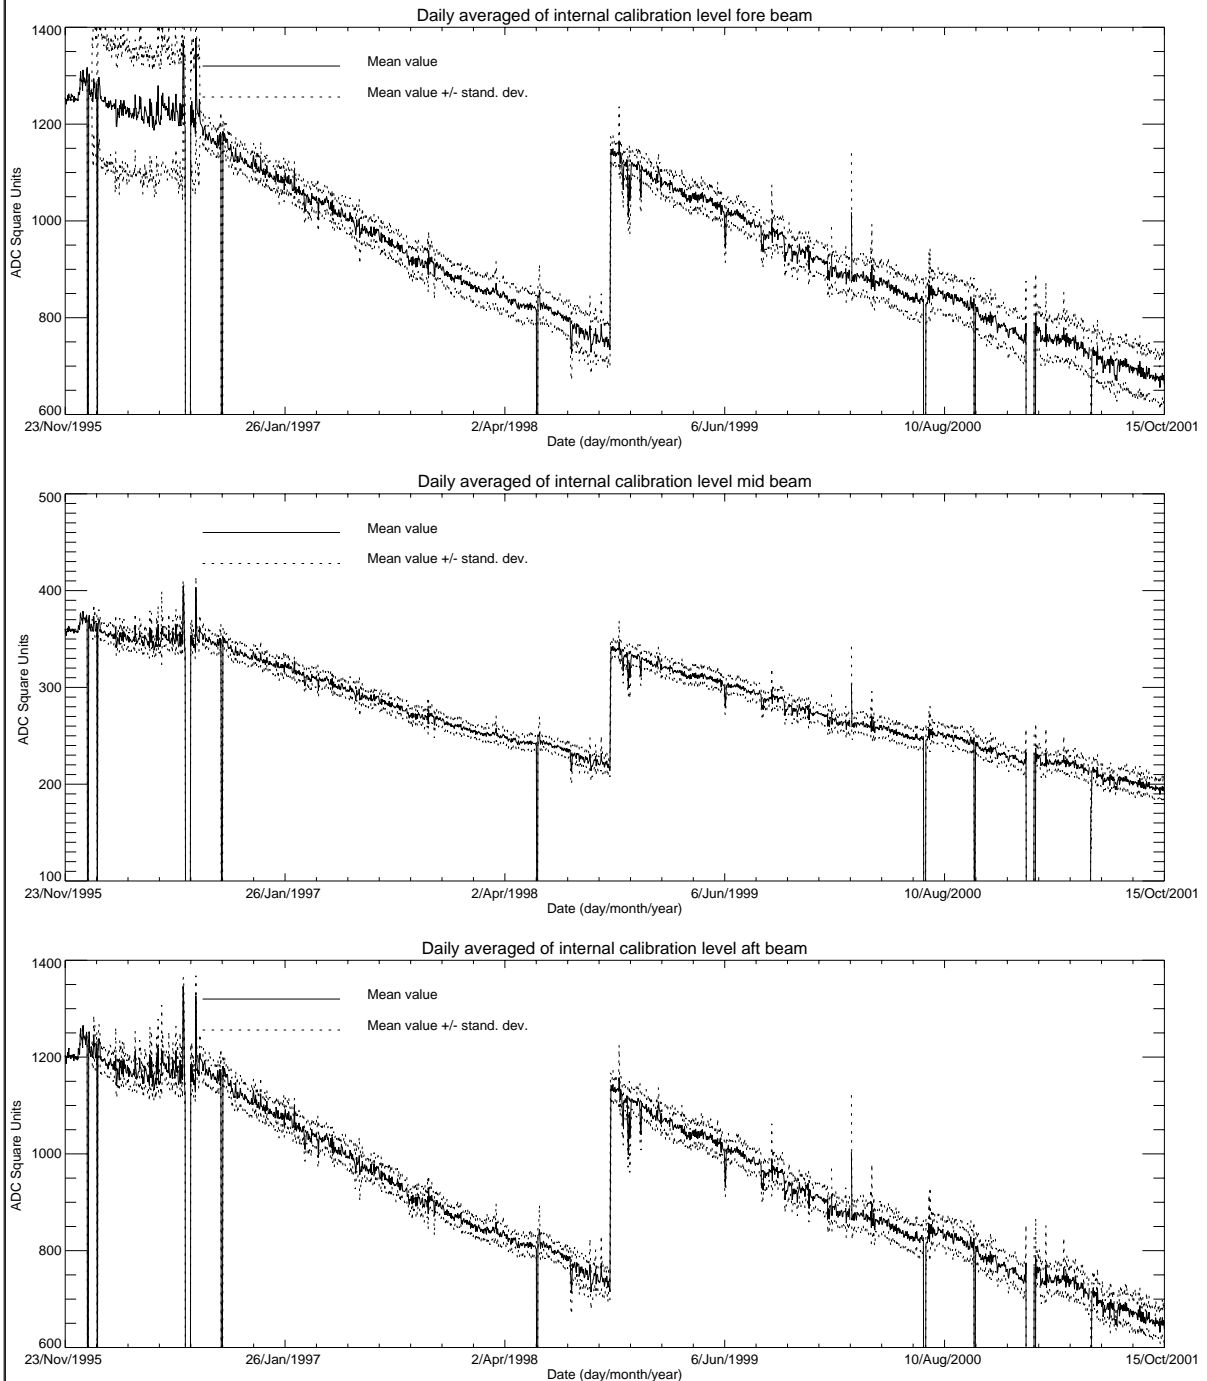 Daily averaged of internal calibration level fore beam
1400
1200
1000
800
600
ADC Square Units
Mean value
Mean value +/- stand. dev.
23/Nov/1995 26/Jan/1997 2/Apr/1998 6/Jun/1999 10/Aug/2000 15/Oct/2001
Date (day/month/year)
Daily averaged of internal calibration level mid beam
500
400
300
200
100
ADC Square Units
Mean value
Mean value +/- stand. dev.
23/Nov/1995 26/Jan/1997 2/Apr/1998 6/Jun/1999 10/Aug/2000 15/Oct/2001
Date (day/month/year)
Daily averaged of internal calibration level aft beam
1400
1200
1000
800
600
ADC Square Units
Mean value
Mean value +/- stand. dev.
23/Nov/1995 26/Jan/1997 2/Apr/1998 6/Jun/1999 10/Aug/2000 15/Oct/2001
Date (day/month/year)